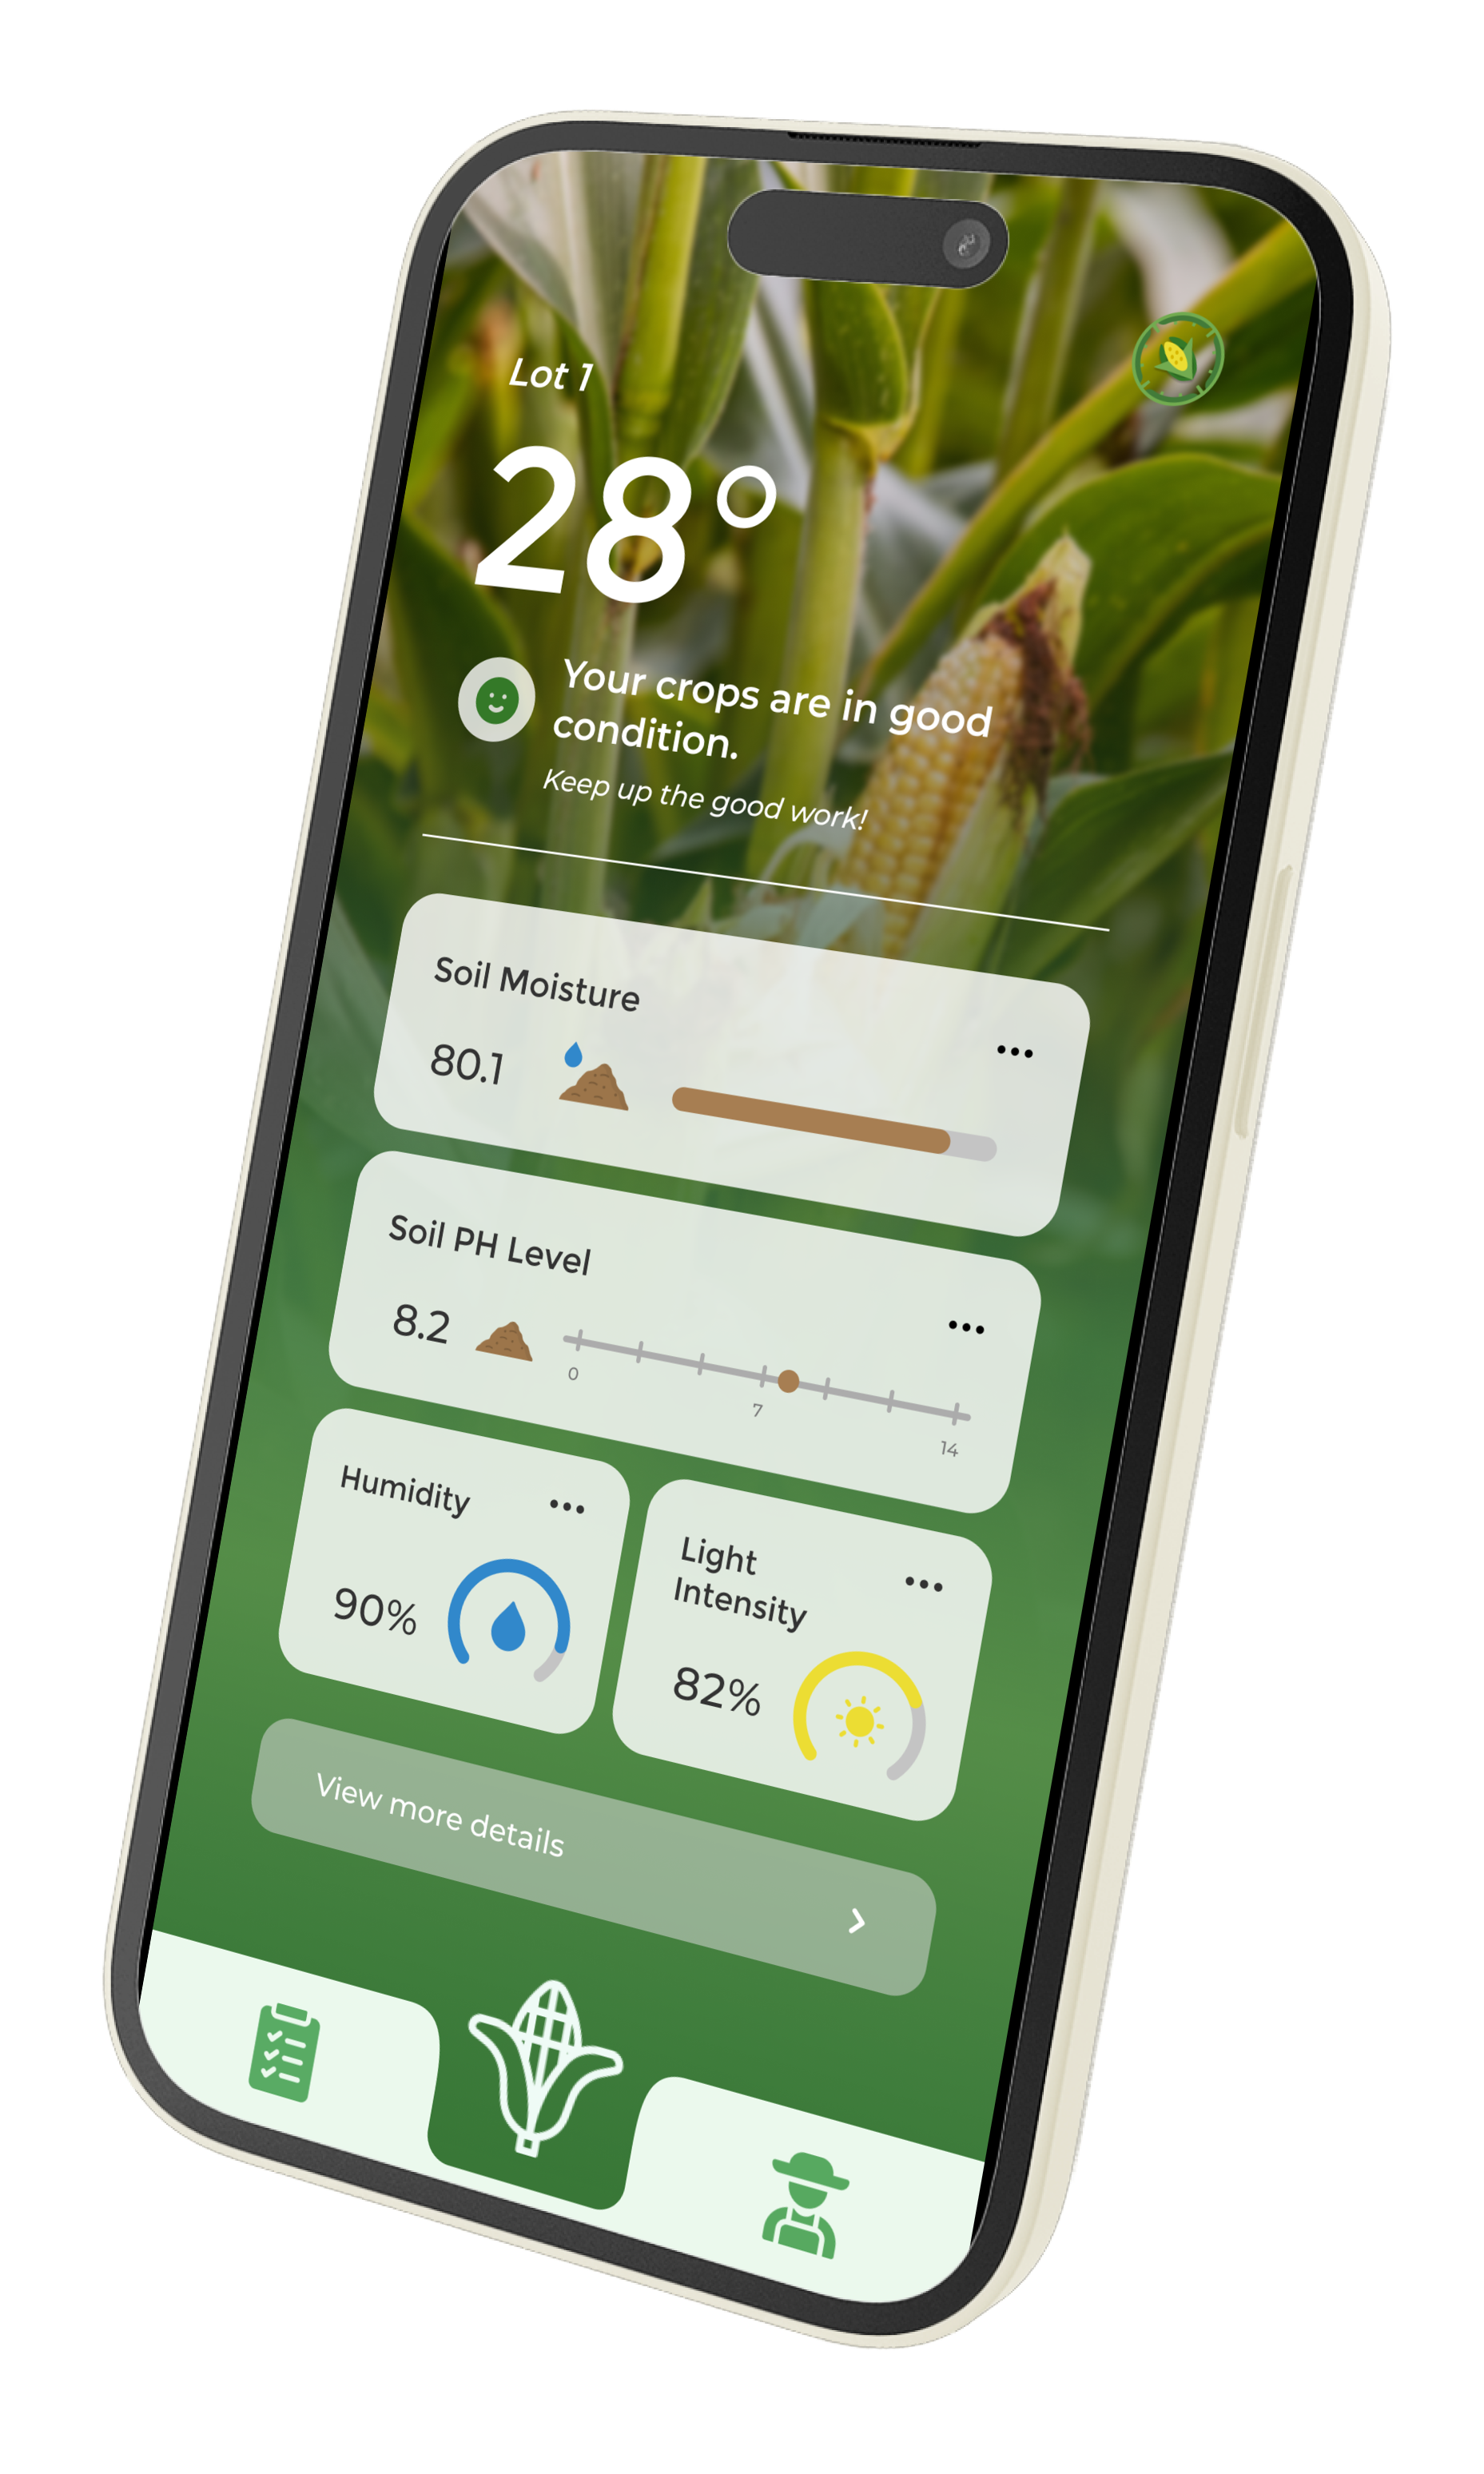 Lot 1
28°
Your crops are in good
condition.
Keep up the good work!
Soil Moisture
80.1
Soil PH Level
8.2
0
7
14
Humidity
90%
Light
Intensity
82%
View more details